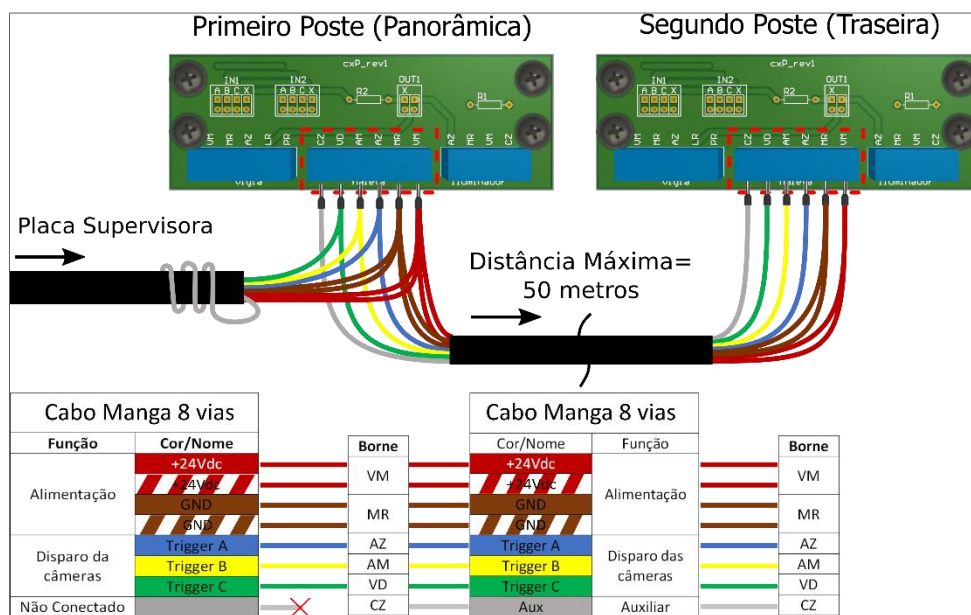 Primeiro Poste (Panorâmica)
Segundo Poste (Traseira)
cxP_rev1
IN1 IN2 OUT1
A B C X A B C X X
R2 R1
VM MR AZ LR PR CZ VD AM AZ MR VM AZ MR VM CZ
Iluminador
cxP_rev1
IN1 IN2 OUT1
A B C X A B C X X
R2 R1
VM MR AZ LR PR CZ VD AM AZ MR VM AZ MR VM CZ
Iluminador
Placa Supervisora
Distância Máxima=
50 metros
Cabo Manga 8 vias
Função Cor/Nome Borne
Alimentação
+24Vdc
+24Vdc
VM
GND
GND
MR
Disparo da
câmeras
Trigger A AZ
Trigger B AM
Trigger C VD
Não Conectado CZ
Cabo Manga 8 vias
Cor/Nome Função Borne
+24Vdc
+24Vdc
VM
Alimentação
GND
GND
MR
Trigger A AZ
Disparo das
câmeras
Trigger B AM
Trigger C VD
Aux Auxiliar CZ